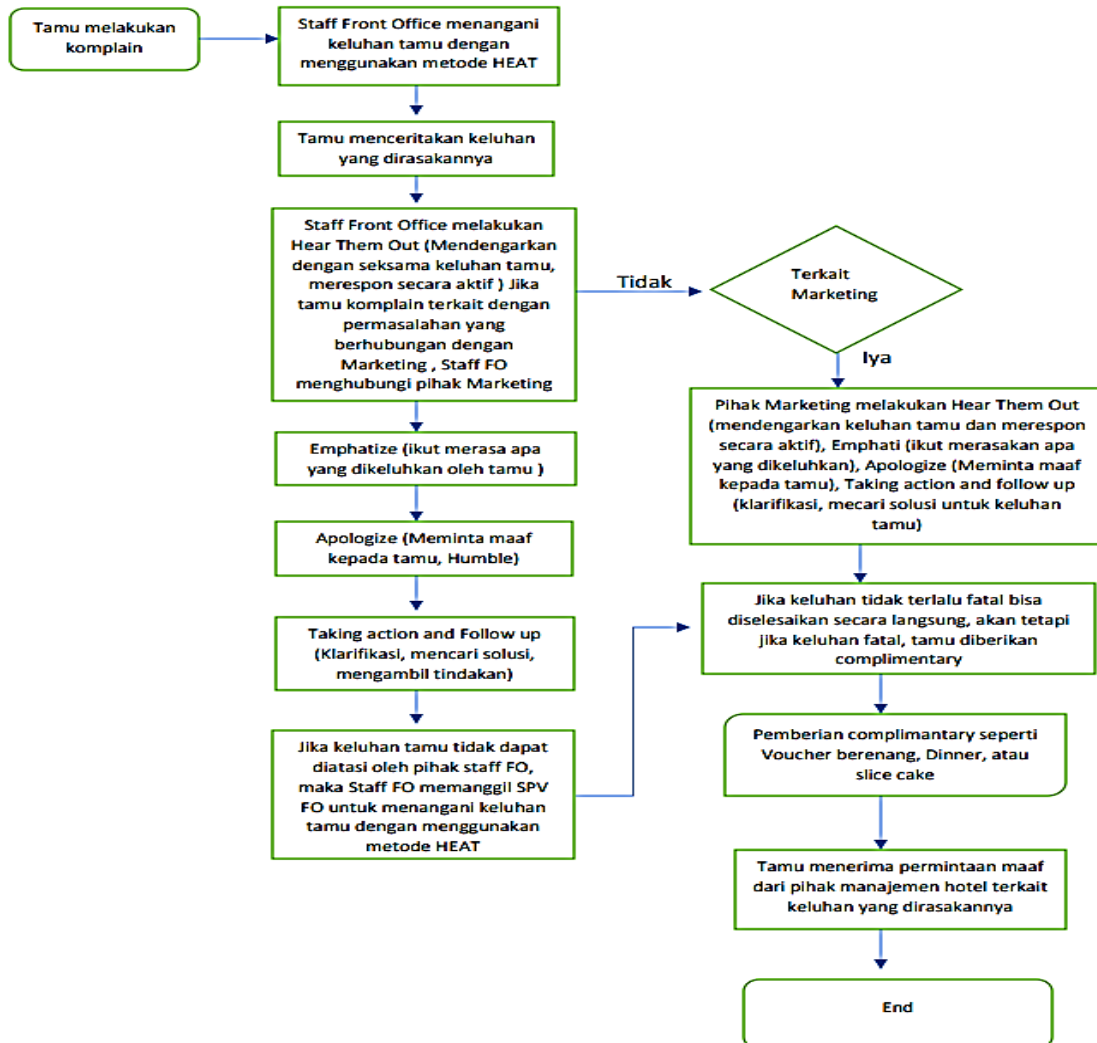 Tamu melakukan
komplain
Staff Front Office menangani
keluhan tamu dengan
menggunakan metode HEAT
Tamu menceritakan keluhan
yang dirasakannya
Staff Front Office melakukan
Hear Them Out (Mendengarkan
dengan seksama keluhan tamu,
merespon secara aktif ) Jika
tamu komplain terkait dengan
permasalahan yang
berhubungan dengan
Marketing , Staff FO
menghubungi pihak Marketing
Tidak
Terkait
Marketing
Iya
Pihak Marketing melakukan Hear Them Out
(mendengarkan keluhan tamu dan merespon
secara aktif), Emphati (ikut merasakan apa
yang dikeluhkan), Apologize (Meminta maaf
kepada tamu), Taking action and follow up
(klarifikasi, mecari solusi untuk keluhan
tamu)
Emphatize (ikut merasa apa
yang dikeluhkan oleh tamu )
Apologize (Meminta maaf
kepada tamu, Humble)
Taking action and Follow up
(Klarifikasi, mencari solusi,
mengambil tindakan)
Jika keluhan tamu tidak dapat
diatasi oleh pihak staff FO,
maka Staff FO memanggil SPV
FO untuk menangani keluhan
tamu dengan menggunakan
metode HEAT
Jika keluhan tidak terlalu fatal bisa
diselesaikan secara langsung, akan tetapi
jika keluhan fatal, tamu diberikan
complimentary
Pemberian complimantary seperti
Voucher berenang, Dinner, atau
slice cake
Tamu menerima permintaan maaf
dari pihak manajemen hotel terkait
keluhan yang dirasakannya
End